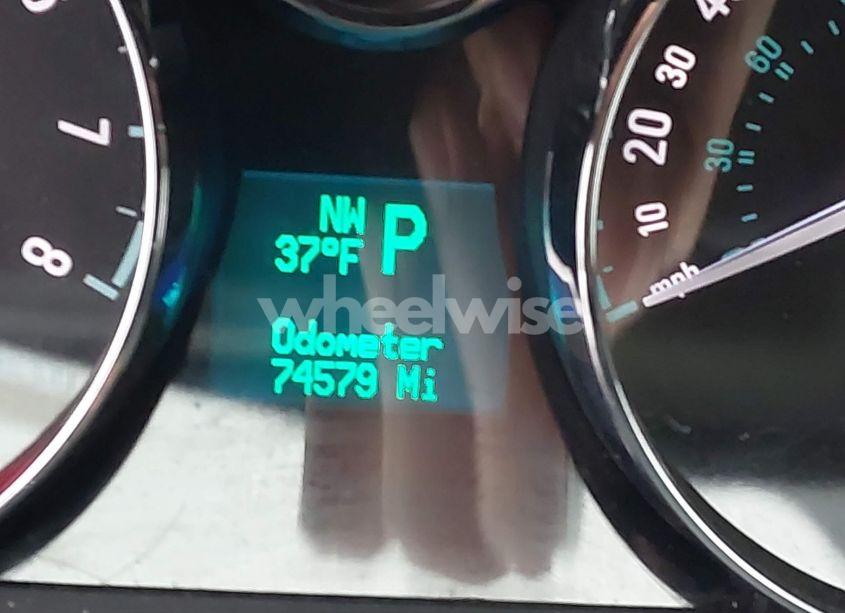 7
8
NW
37°F
P
Odometer
74579 Mi
wheelwise
60
30
30
20
10
mph